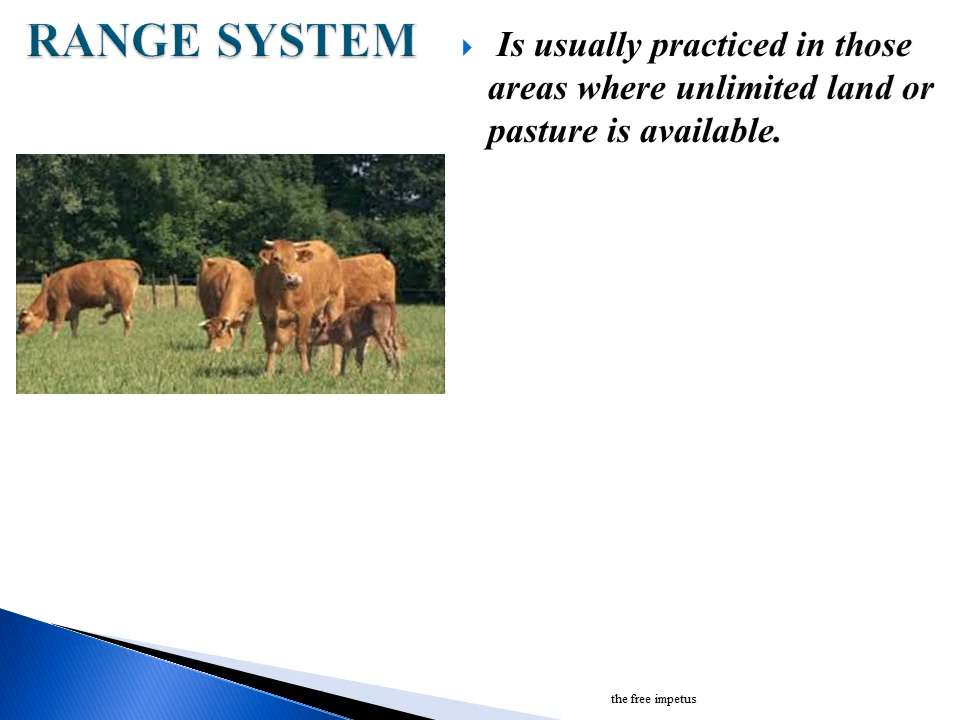 RANGE SYSTEM
Is usually practiced in those
areas where unlimited land or
pasture is available.
the free impetus